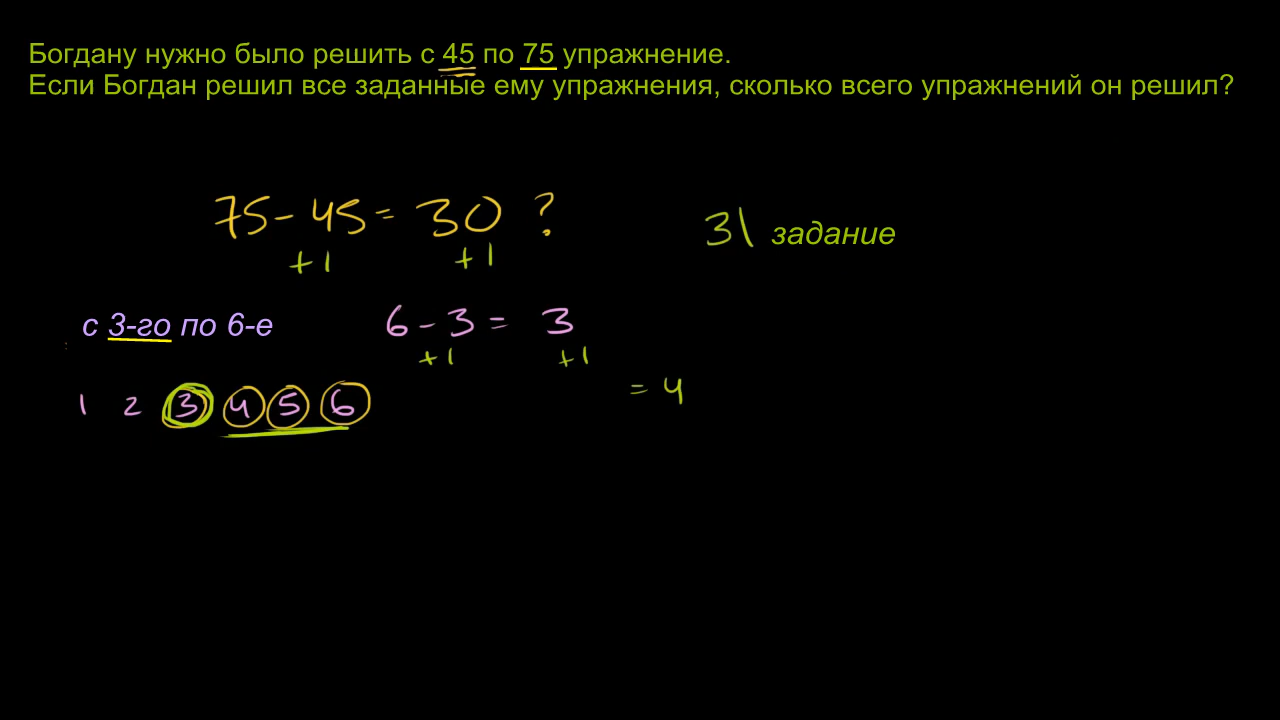 Богдану нужно было решить с 45 по 75 упражнение.
Если Богдан решил все заданные ему упражнения, сколько всего упражнений он решил?
75 - 45 = 30 ?
+1 +1
31 задание
с 3-го по 6-е
6 - 3 = 3
+1 +1
= 4
1 2 3 4 5 6